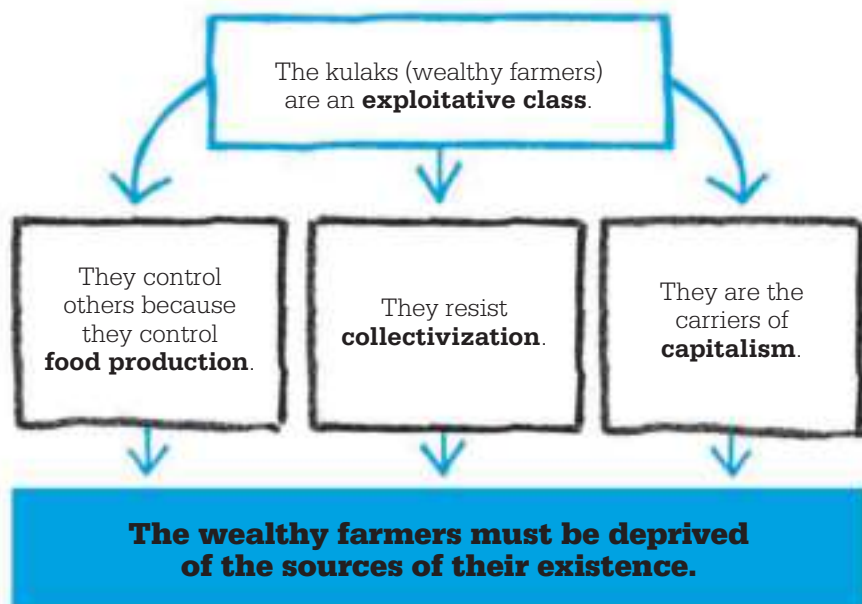 The kulaks (wealthy farmers)
are an exploitative class.
They control
others because
they control
food production.
They resist
collectivization.
They are the
carriers of
capitalism.
The wealthy farmers must be deprived
of the sources of their existence.